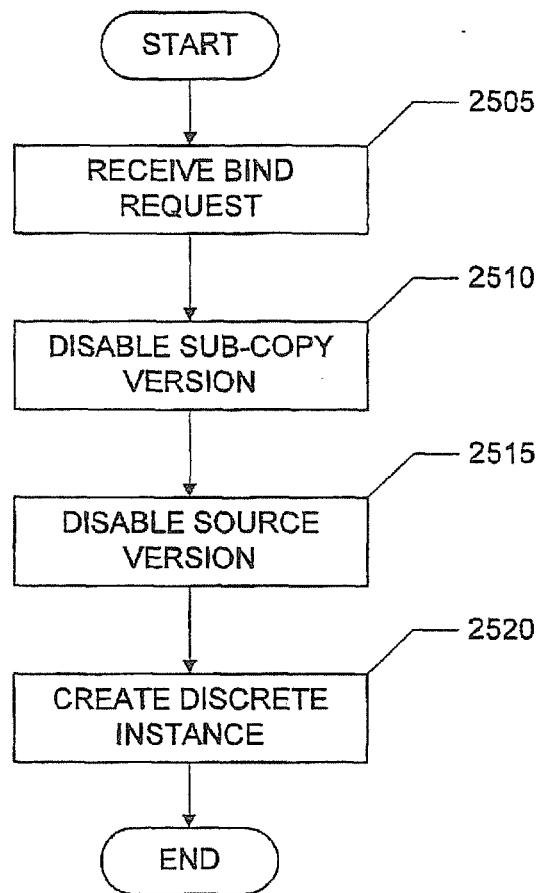 START
2505
RECEIVE BIND
REQUEST
2510
DISABLE SUB-COPY
VERSION
2515
DISABLE SOURCE
VERSION
2520
CREATE DISCRETE
INSTANCE
END